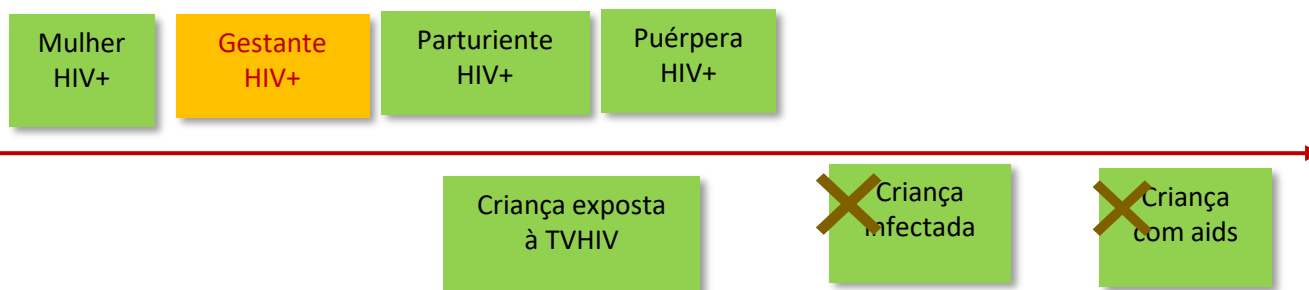 Mulher
HIV+
Gestante
HIV+
Parturiente
HIV+
Puérpera
HIV+
Criança exposta
à TVHIV
Criança
infectada
Criança
com aids